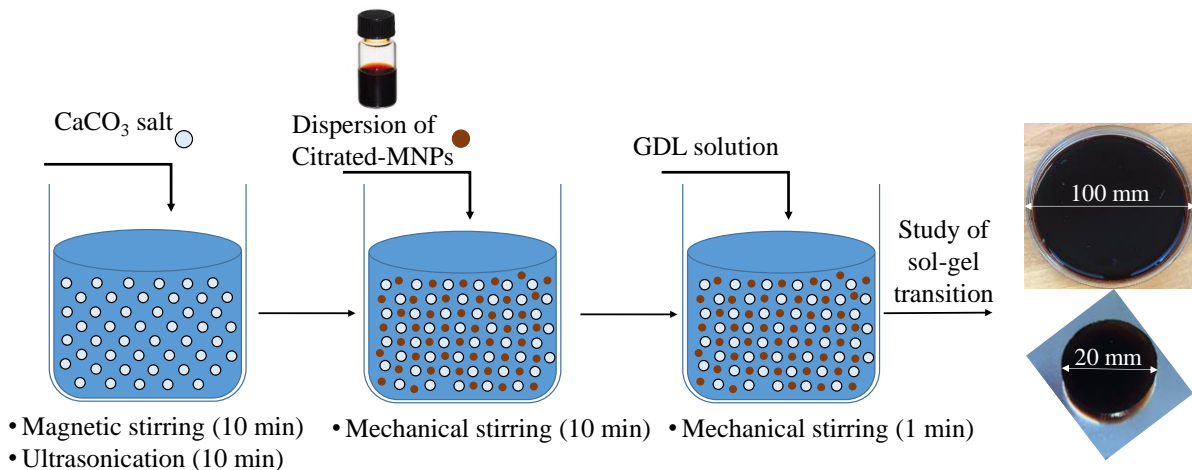 CaCO₃ salt
Dispersion of
Citrated-MNPs
GDL solution
Study of
sol-gel
transition
100 mm
20 mm
• Magnetic stirring (10 min)
• Ultrasonication (10 min)
• Mechanical stirring (10 min)
• Mechanical stirring (1 min)